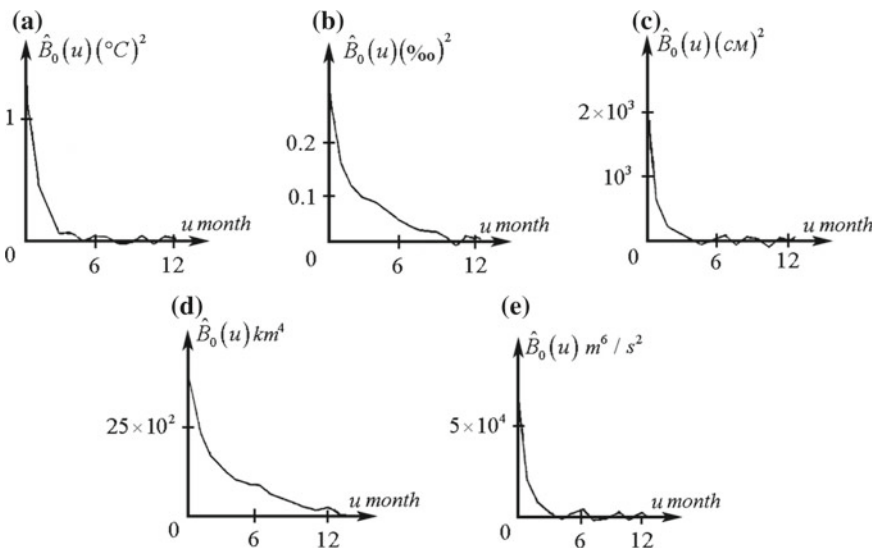 (a)
B̂₀(u)(°C)²
1
u month
0
6
12
(b)
B̂₀(u)(‰)²
0.2
0.1
u month
0
6
12
(c)
B̂₀(u)(см)²
2×10³
10³
u month
0
6
12
(d)
B̂₀(u) km⁴
25×10²
u month
0
6
12
(e)
B̂₀(u) m⁶ / s²
5×10⁴
u month
0
6
12